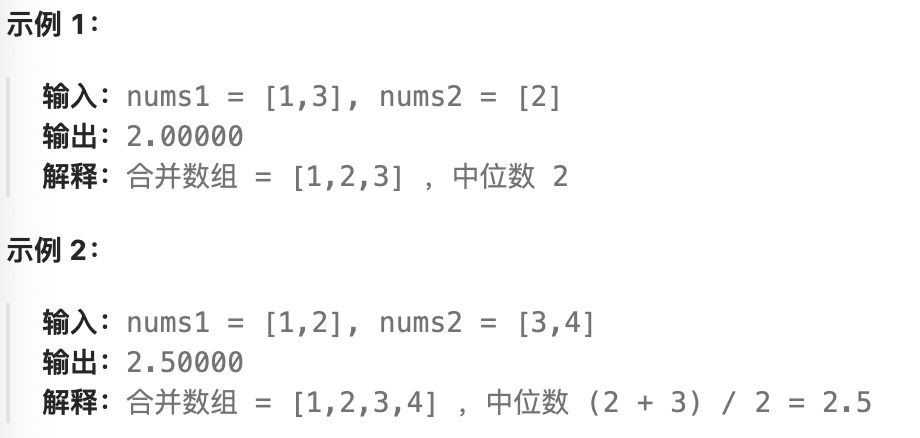 示例 1：
输入：nums1 = [1,3], nums2 = [2]
输出：2.00000
解释：合并数组 = [1,2,3] ，中位数 2
示例 2：
输入：nums1 = [1,2], nums2 = [3,4]
输出：2.50000
解释：合并数组 = [1,2,3,4] ，中位数 (2 + 3) / 2 = 2.5